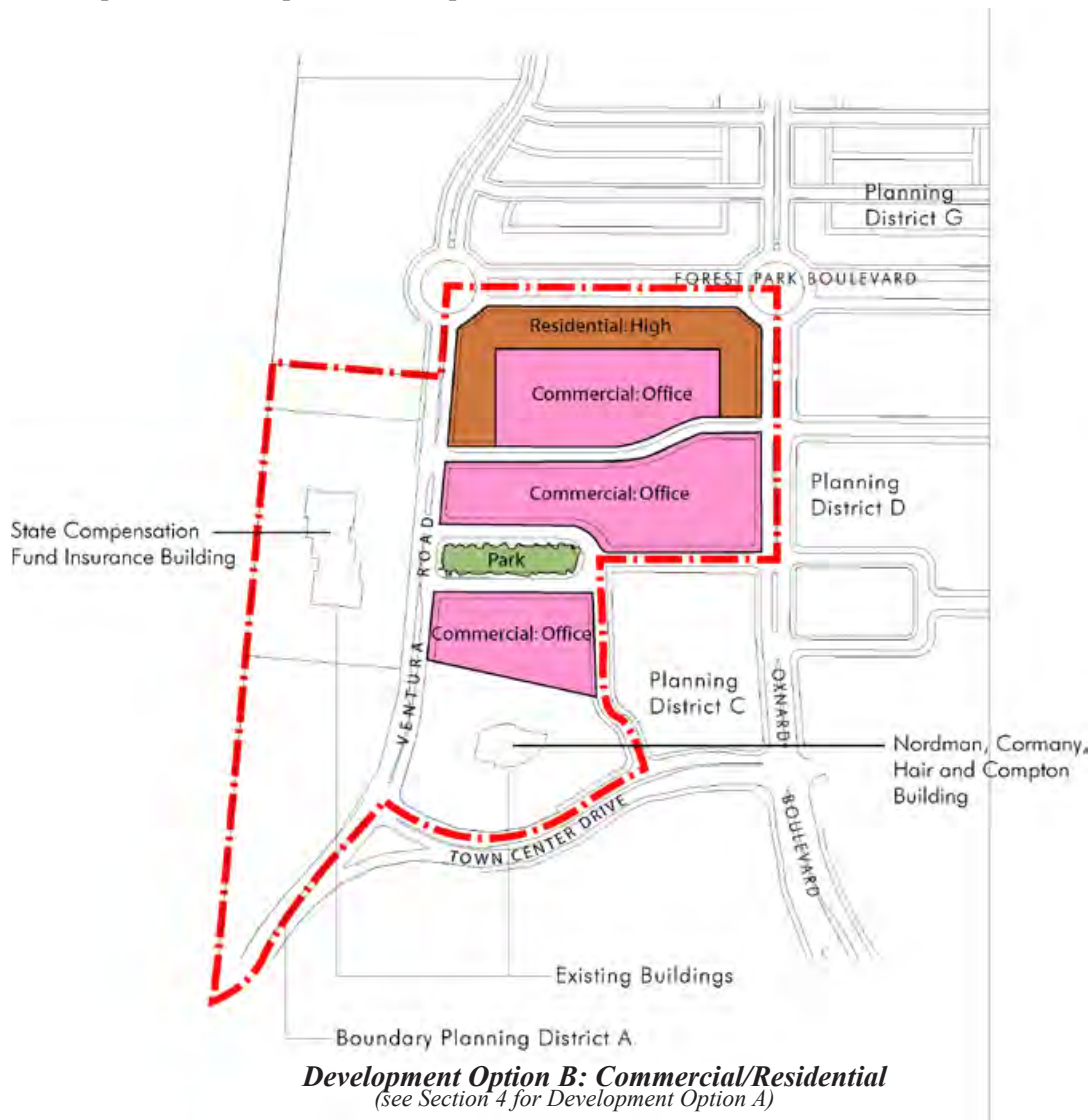 Planning
District G
FOREST PARK BOULEVARD
Residential: High
Commercial: Office
Commercial: Office
Planning
District D
State Compensation
Fund Insurance Building
Park
Commercial: Office
VENTURA ROAD
Planning
District C
OXNARD
BOULEVARD
Nordman, Cormany,
Hair and Compton
Building
TOWN CENTER DRIVE
Existing Buildings
Boundary Planning District A
Development Option B: Commercial/Residential
(see Section 4 for Development Option A)